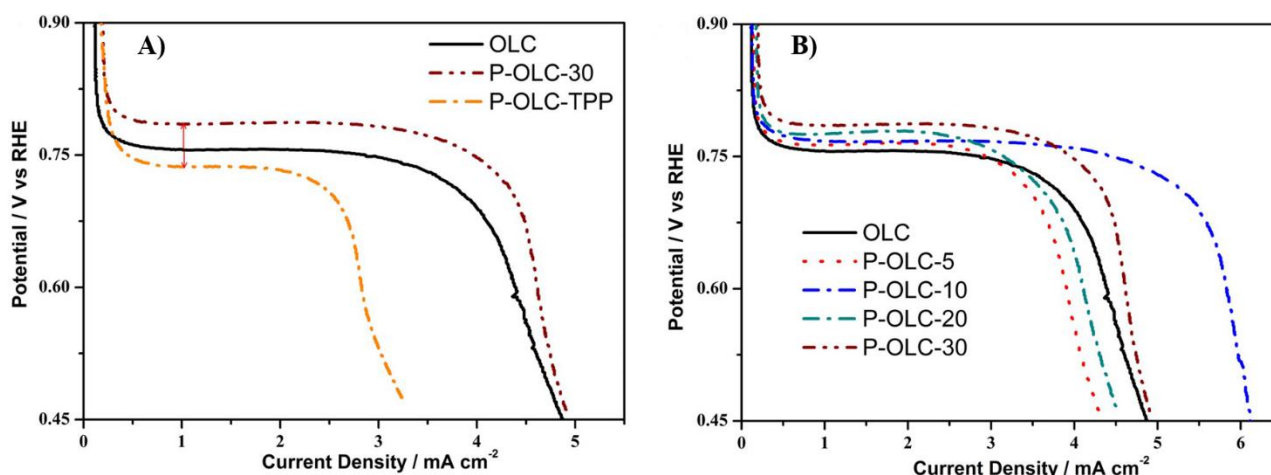 A)
OLC
P-OLC-30
P-OLC-TPP
0.90
0.75
0.60
0.45
Potential / V vs RHE
0 1 2 3 4 5
Current Density / mA cm⁻²
B)
0.90
0.75
0.60
0.45
Potential / V vs RHE
OLC
P-OLC-5
P-OLC-10
P-OLC-20
P-OLC-30
0 1 2 3 4 5 6
Current Density / mA cm⁻²